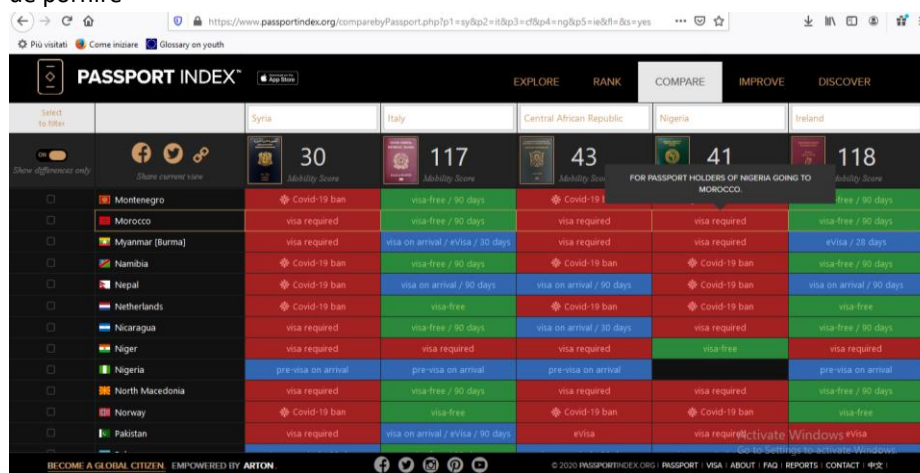 de pornire
https://www.passportindex.org/comparebyPassport.php?p1=sy&p2=it&p3=cf&p4=ng&p5=ie&fl=&s=yes
Più visitati Come iniziare Glossary on youth
PASSPORT INDEX™ App Store EXPLORE RANK COMPARE IMPROVE DISCOVER
Select to filter Syria Italy Central African Republic Nigeria Ireland
ON Show differences only Share current view 30 Mobility Score 117 Mobility Score 43 Mobility Sco 41 118 Mobility Score
FOR PASSPORT HOLDERS OF NIGERIA GOING TO
MOROCCO.
Montenegro Covid-19 ban visa-free / 90 days Covid-19 free / 90 days
Morocco visa required visa-free / 90 days visa required visa required visa-free / 90 days
Myanmar [Burma] visa required visa on arrival / eVisa / 30 days visa required visa required eVisa / 28 days
Namibia Covid-19 ban visa-free / 90 days Covid-19 ban Covid-19 ban visa-free / 90 days
Nepal Covid-19 ban visa on arrival / 90 days visa on arrival / 90 days Covid-19 ban visa on arrival / 90 days
Netherlands Covid-19 ban visa-free Covid-19 ban Covid-19 ban visa-free
Nicaragua visa required visa-free / 90 days visa on arrival / 30 days visa required visa-free / 90 days
Niger visa required visa required visa required visa-free visa required
Nigeria pre-visa on arrival pre-visa on arrival pre-visa on arrival pre-visa on arrival
North Macedonia visa required visa-free / 90 days visa required visa required visa-free / 90 days
Norway Covid-19 ban visa-free Covid-19 ban Covid-19 ban visa-free
Pakistan visa required visa on arrival / eVisa / 90 days eVisa visa required eVisa
Activate Windows
Go to Settings to activate Windows.
BECOME A GLOBAL CITIZEN. EMPOWERED BY ARTON. © 2020 PASSPORTINDEX.ORG | PASSPORT | VISA | ABOUT | FAQ | REPORTS | CONTACT | 中文 |